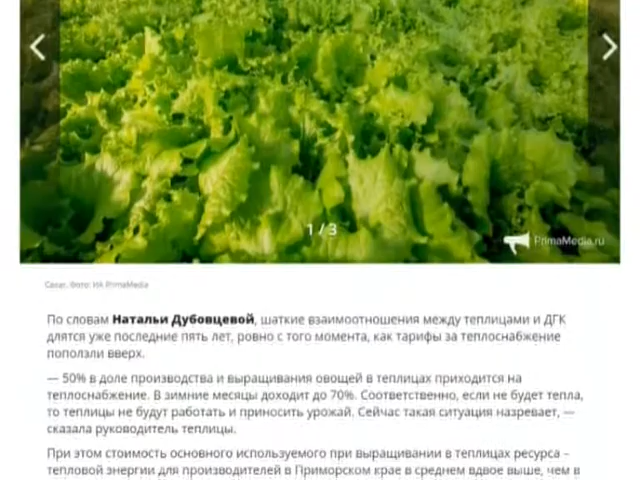 1 / 3
PrimaMedia.ru
Салат. Фото: ИА PrimaMedia
По словам Натальи Дубовцевой, шаткие взаимоотношения между теплицами и ДГК
длятся уже последние пять лет, ровно с того момента, как тарифы за теплоснабжение
поползли вверх.
— 50% в доле производства и выращивания овощей в теплицах приходится на
теплоснабжение. В зимние месяцы доходит до 70%. Соответственно, если не будет тепла,
то теплицы не будут работать и приносить урожай. Сейчас такая ситуация назревает, —
сказала руководитель теплицы.
При этом стоимость основного используемого при выращивании в теплицах ресурса –
тепловой энергии для производителей в Приморском крае в среднем вдвое выше, чем в